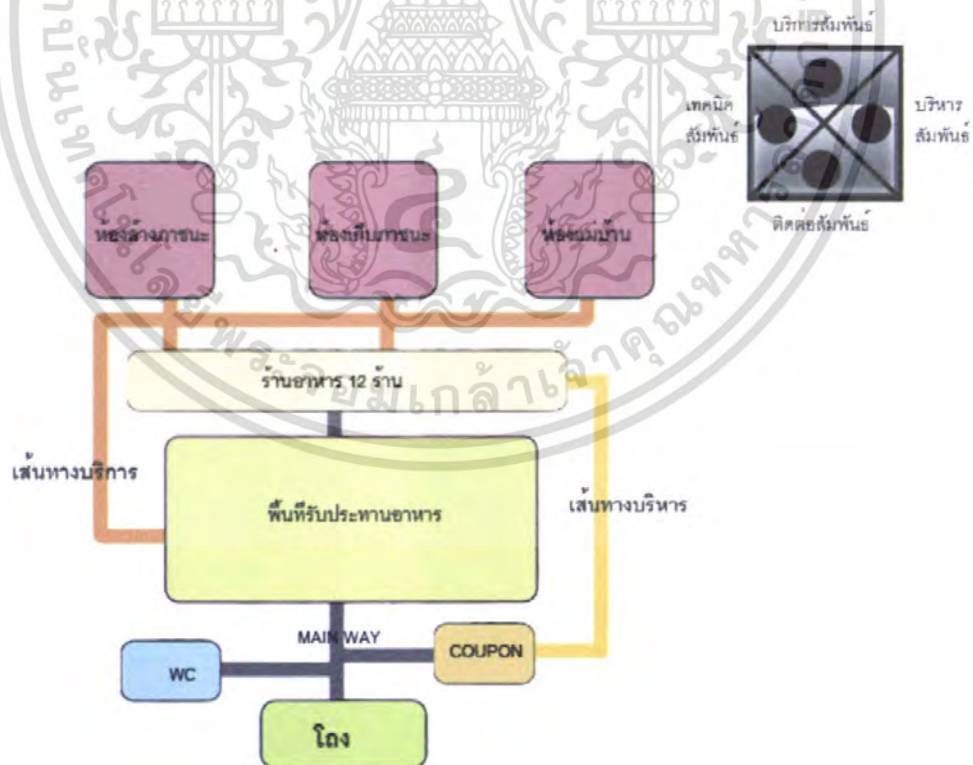 บริการสัมพันธ์
เทคนิค
สัมพันธ์
บริหาร
สัมพันธ์
ติดต่อสัมพันธ์
ห้องล้างภาชนะ
ห้องเก็บภาชนะ
ห้องแม่บ้าน
ร้านอาหาร 12 ร้าน
เส้นทางบริการ
พื้นที่รับประทานอาหาร
เส้นทางบริหาร
MAIN WAY
COUPON
WC
โถง